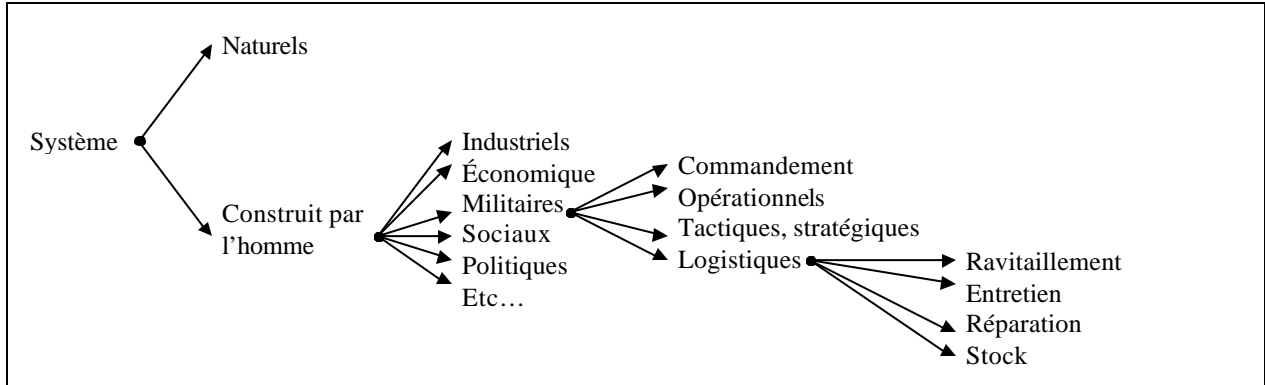 Naturels
Système
Construit par
l’homme
Industriels
Économique
Militaires
Sociaux
Politiques
Etc…
Commandement
Opérationnels
Tactiques, stratégiques
Logistiques
Ravitaillement
Entretien
Réparation
Stock